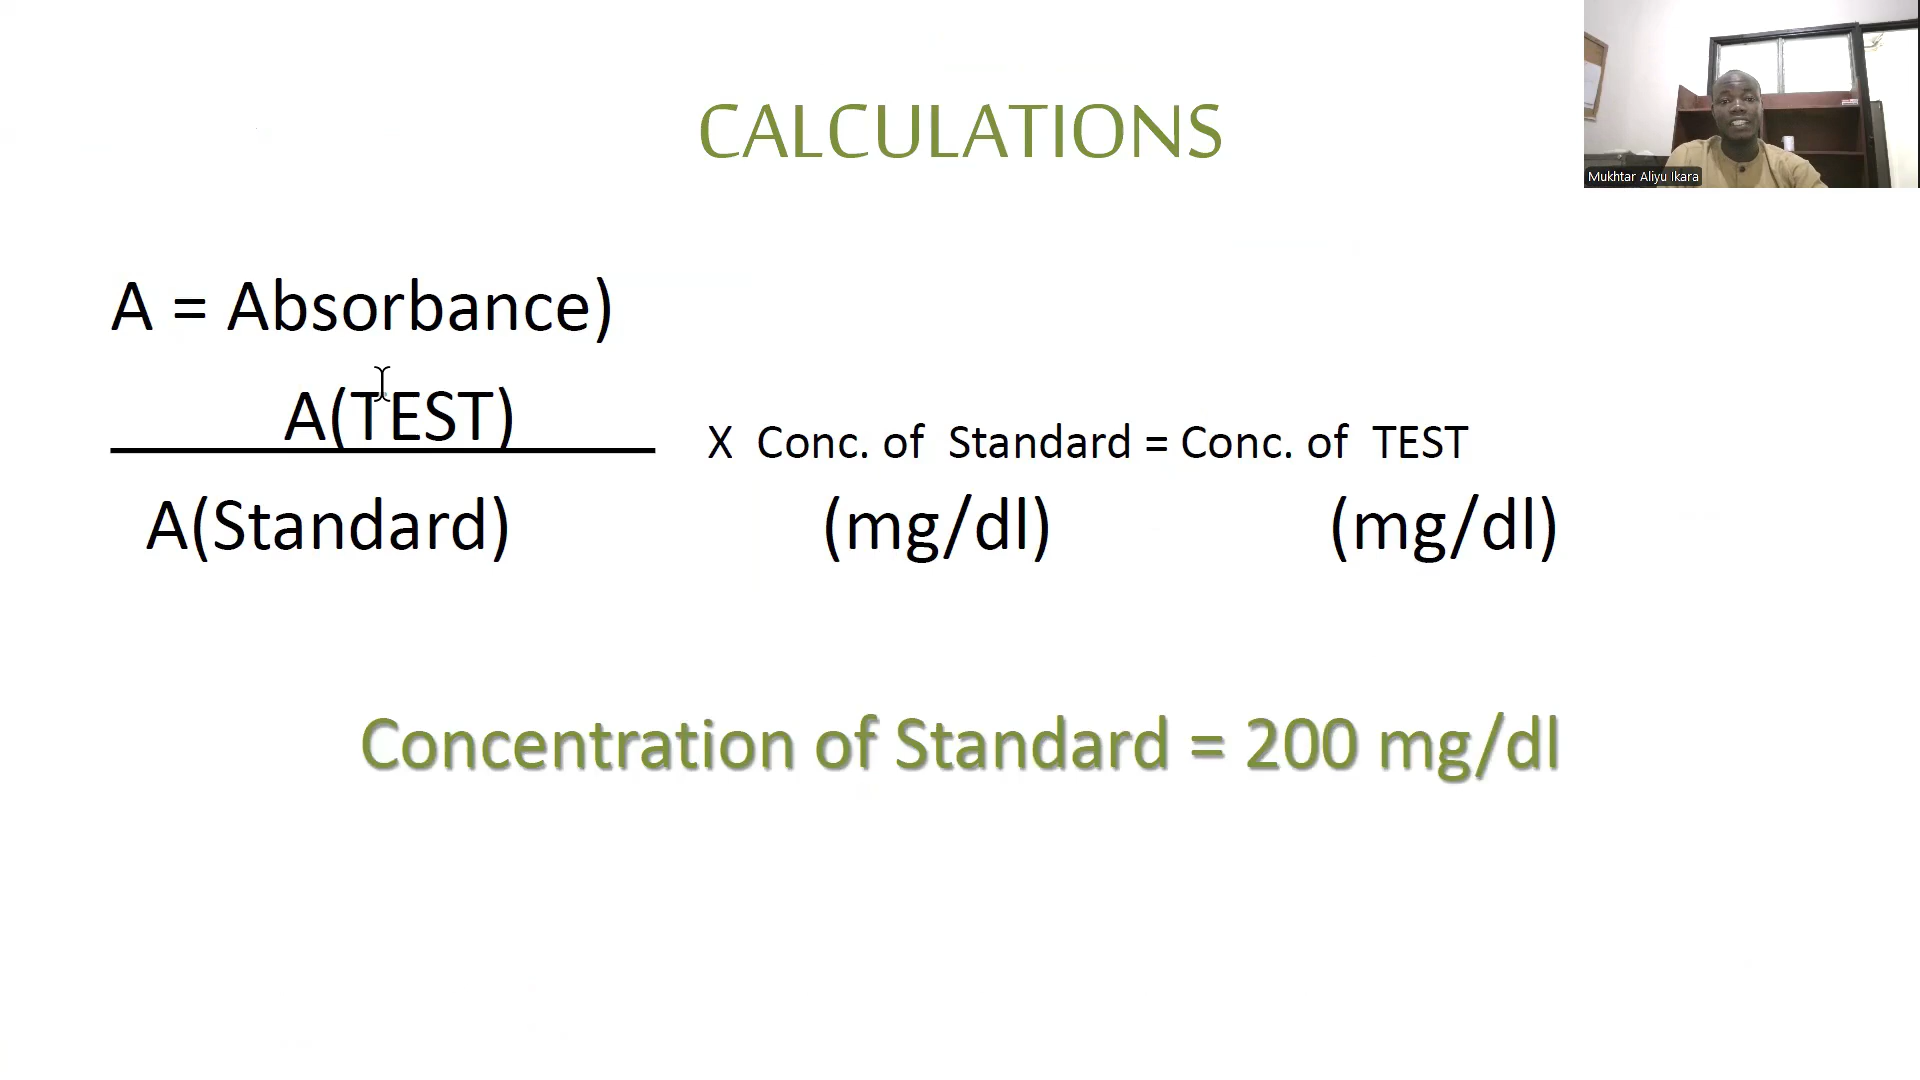 CALCULATIONS
Mukhtar Aliyu Ikara
A = Absorbance)
A(TEST)
X Conc. of Standard = Conc. of TEST
A(Standard) (mg/dl) (mg/dl)
Concentration of Standard = 200 mg/dl